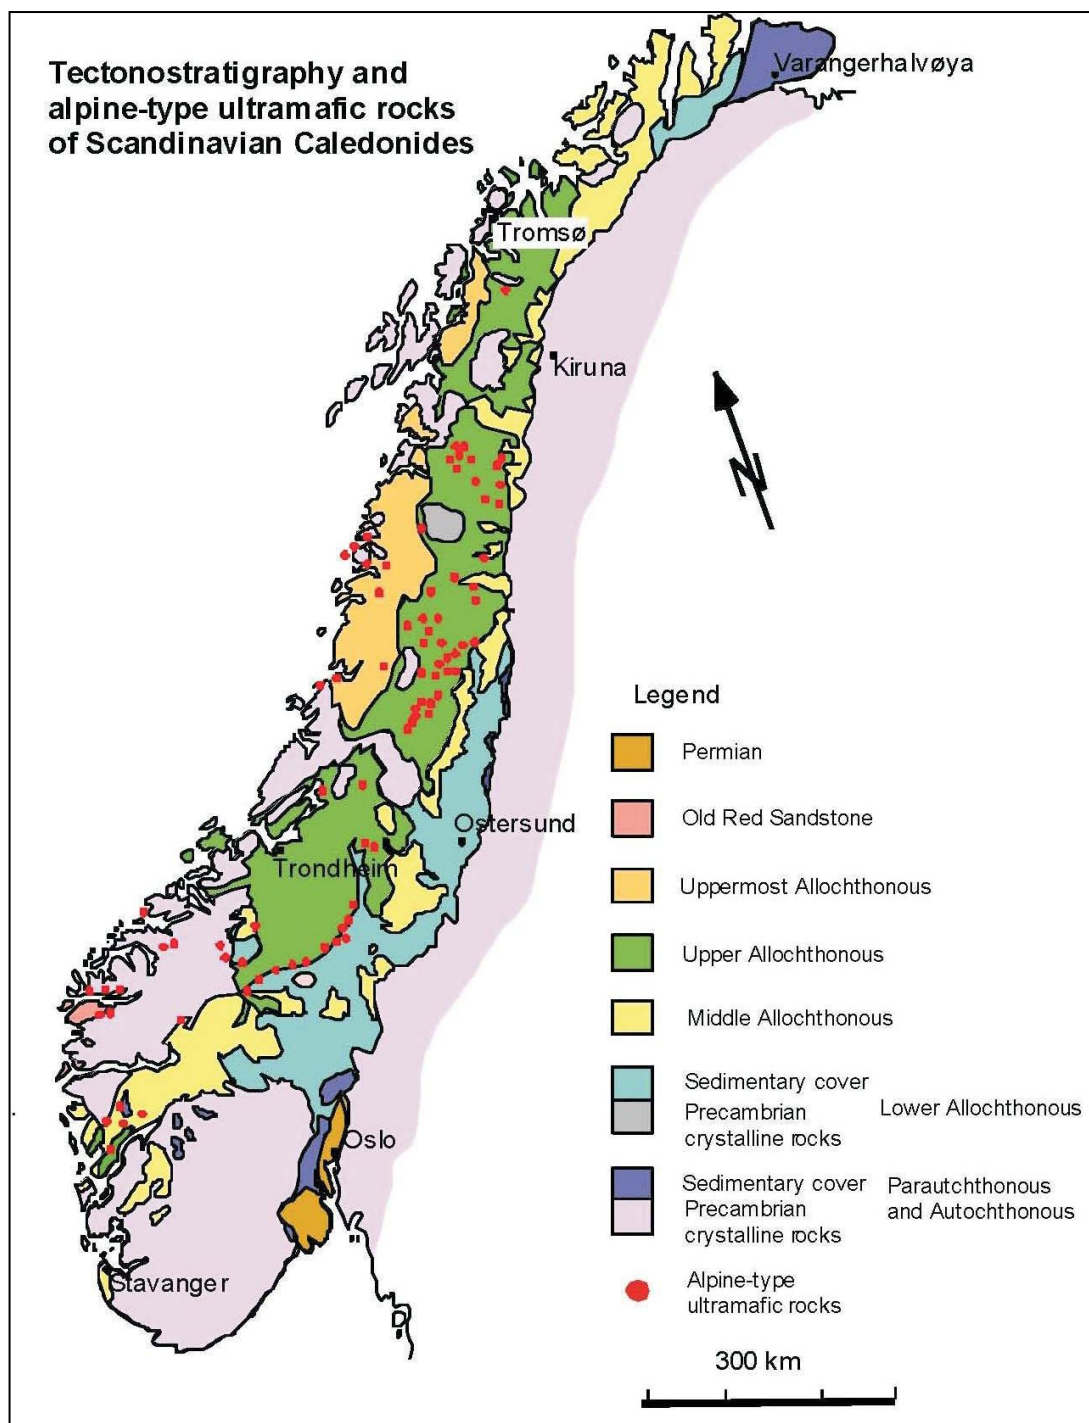 Tectonostratigraphy and
alpine-type ultramafic rocks
of Scandinavian Caledonides
Varangerhalvøya
Tromsø
Kiruna
N
Ostersund
Trondheim
Oslo
Stavanger
Legend
Permian
Old Red Sandstone
Uppermost Allochthonous
Upper Allochthonous
Middle Allochthonous
Sedimentary cover
Precambrian
crystalline rocks
Lower Allochthonous
Sedimentary cover
Precambrian
crystalline rocks
Parautchthonous
and Autochthonous
Alpine-type
ultramafic rocks
300 km